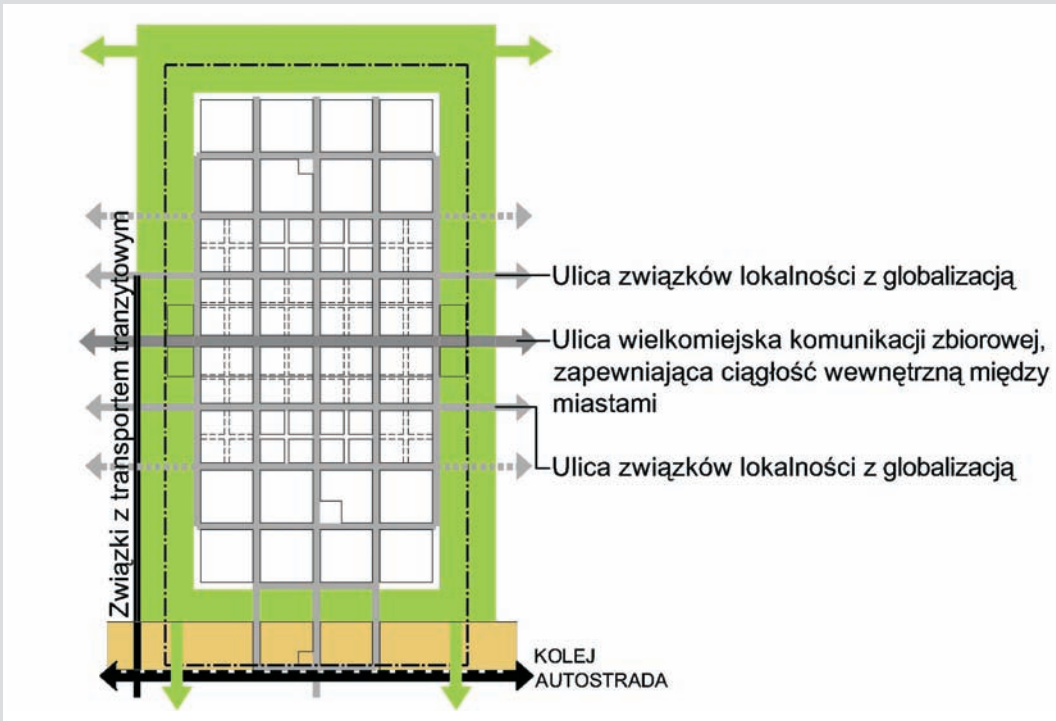 Związki z transportem tranzytowym
Ulica związków lokalności z globalizacją
Ulica wielkomiejska komunikacji zbiorowej,
zapewniająca ciągłość wewnętrzną między
miastami
Ulica związków lokalności z globalizacją
KOLEJ
AUTOSTRADA